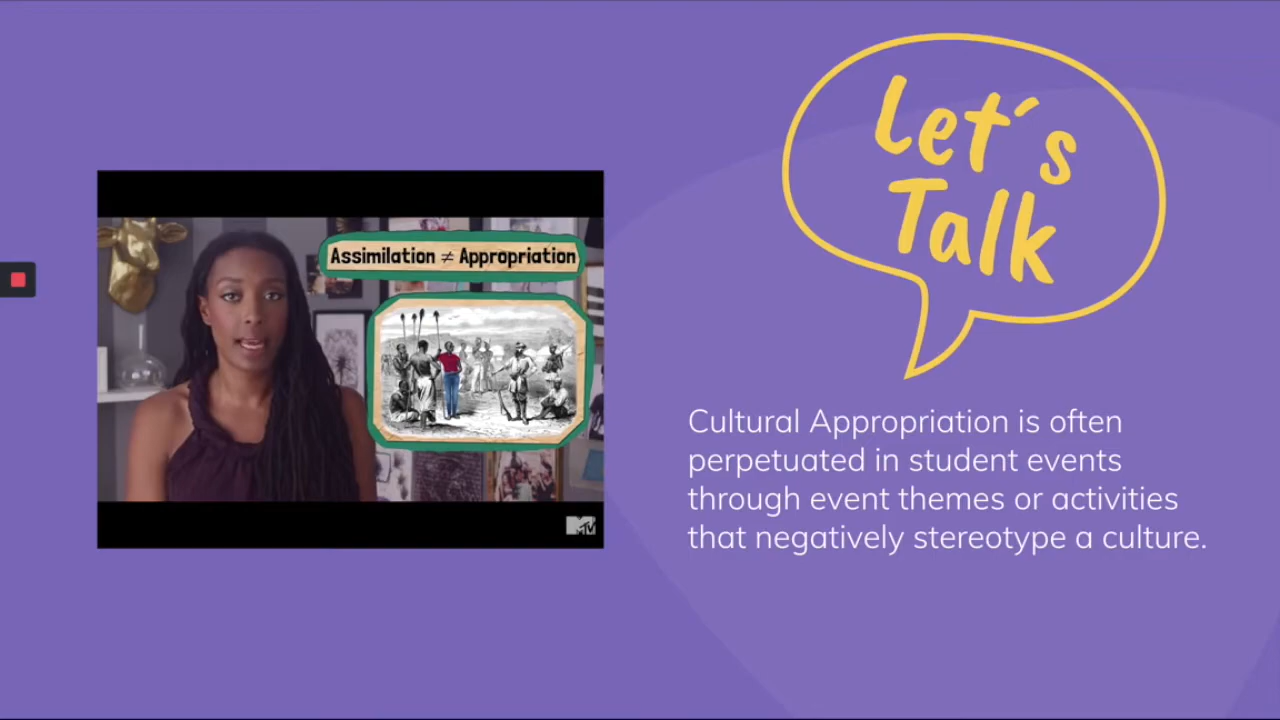 Let's
Talk
Assimilation ≠ Appropriation
MTV
Cultural Appropriation is often
perpetuated in student events
through event themes or activities
that negatively stereotype a culture.